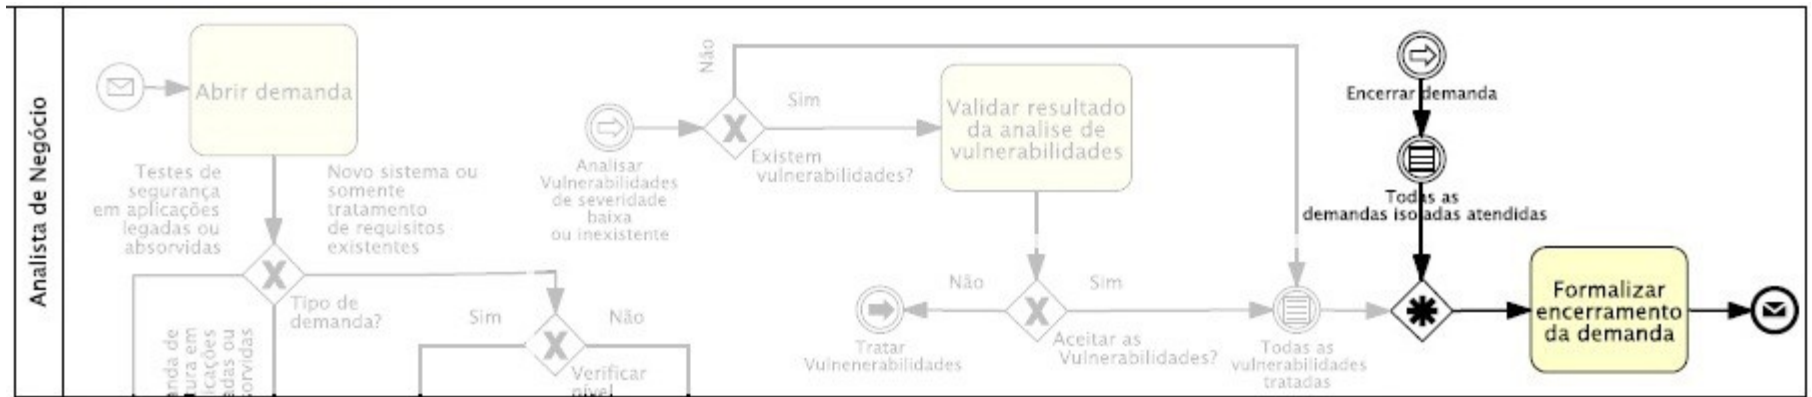 Analista de Negócio
Abrir demanda
Testes de
segurança
em aplicações
legadas ou
absorvidas
Novo sistema ou
somente
tratamento
de requisitos
existentes
Tipo de
demanda?
Sim
Não
Verificar
Analisar
Vulnerabilidades
de severidade
baixa
ou inexistente
Não
Sim
Existem
vulnerabilidades?
Validar resultado
da analise de
vulnerabilidades
Não
Sim
Tratar
Vulnenerabilidades
Aceitar as
Vulnerabilidades?
Todas as
vulnerabilidades
tratadas
Encerrar demanda
Todas as
demandas isoladas atendidas
Formalizar
encerramento
da demanda